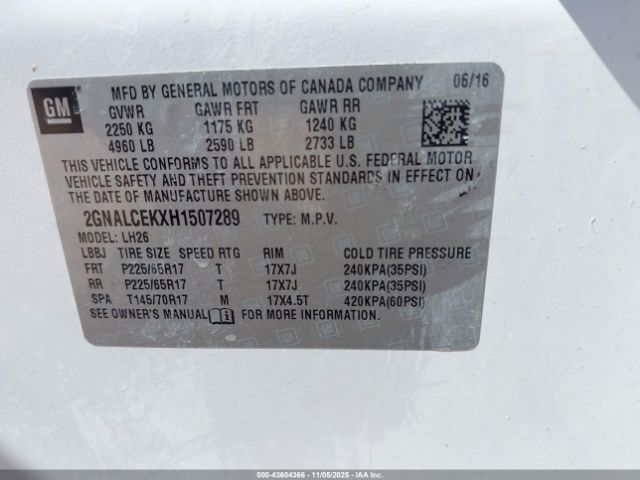 GM
MFD BY GENERAL MOTORS OF CANADA COMPANY 06/16
GVWR GAWR FRT GAWR RR
2250 KG 1175 KG 1240 KG
4960 LB 2590 LB 2733 LB
THIS VEHICLE CONFORMS TO ALL APPLICABLE U.S. FEDERAL MOTOR
VEHICLE SAFETY AND THEFT PREVENTION STANDARDS IN EFFECT ON
THE DATE OF MANUFACTURE SHOWN ABOVE.
2GNALCEKXH1507289 TYPE: M.P.V.
MODEL: LH26
LBBJ TIRE SIZE SPEED RTG RIM COLD TIRE PRESSURE
FRT P225/65R17 T 17X7J 240KPA(35PSI)
RR P225/65R17 T 17X7J 240KPA(35PSI)
SPA T145/70R17 M 17X4.5T 420KPA(60PSI)
SEE OWNER'S MANUAL FOR MORE INFORMATION.
000-43604366 - 11/05/2025 - IAAI.COM